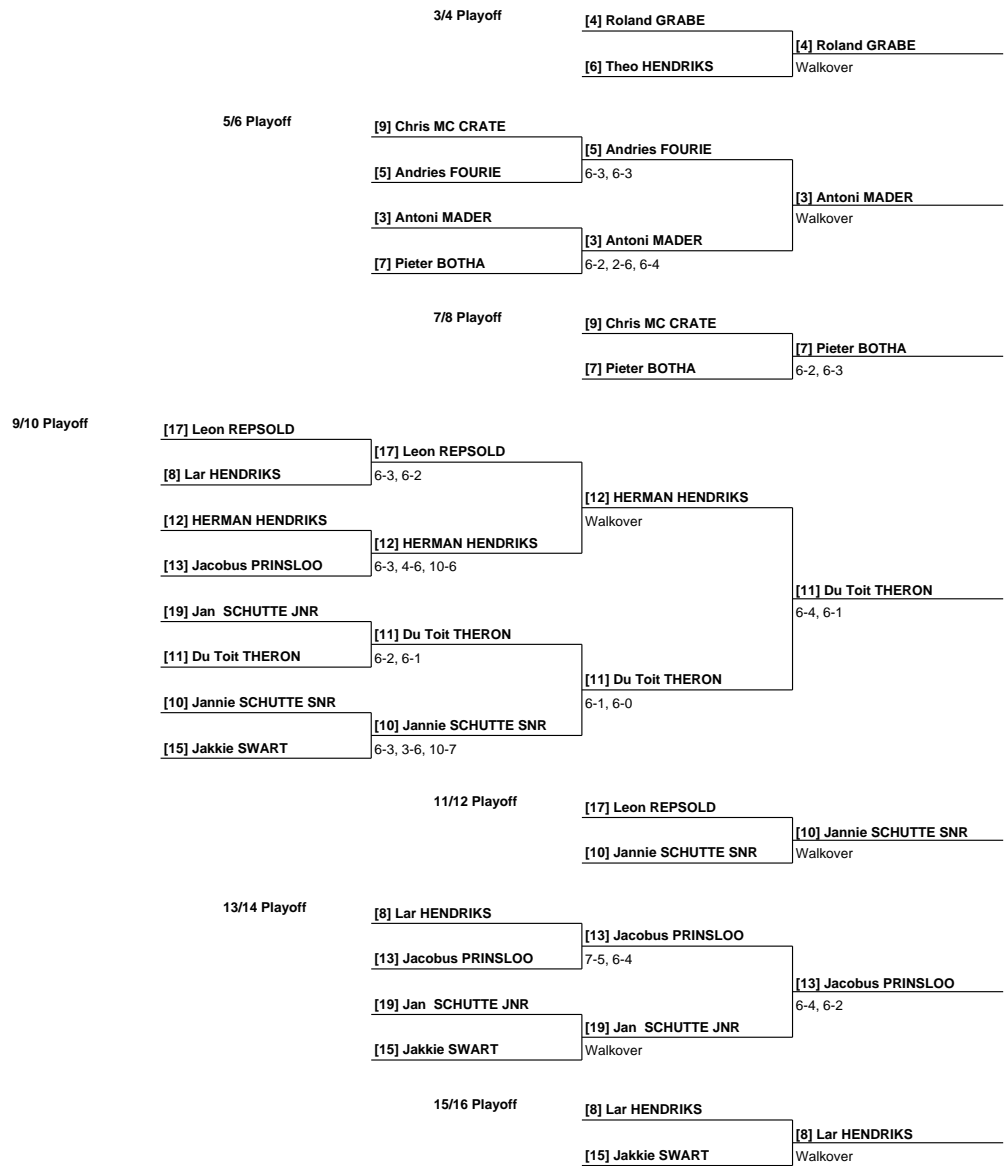 3/4 Playoff
[4] Roland GRABE
[4] Roland GRABE
[6] Theo HENDRIKS
Walkover
5/6 Playoff
[9] Chris MC CRATE
[5] Andries FOURIE
[5] Andries FOURIE
6-3, 6-3
[3] Antoni MADER
[3] Antoni MADER
Walkover
[3] Antoni MADER
[7] Pieter BOTHA
6-2, 2-6, 6-4
7/8 Playoff
[9] Chris MC CRATE
[7] Pieter BOTHA
[7] Pieter BOTHA
6-2, 6-3
9/10 Playoff
[17] Leon REPSOLD
[17] Leon REPSOLD
[8] Lar HENDRIKS
6-3, 6-2
[12] HERMAN HENDRIKS
Walkover
[12] HERMAN HENDRIKS
[12] HERMAN HENDRIKS
[13] Jacobus PRINSLOO
6-3, 4-6, 10-6
[11] Du Toit THERON
6-4, 6-1
[19] Jan  SCHUTTE JNR
[11] Du Toit THERON
[11] Du Toit THERON
6-2, 6-1
[11] Du Toit THERON
6-1, 6-0
[10] Jannie SCHUTTE SNR
[10] Jannie SCHUTTE SNR
[15] Jakkie SWART
6-3, 3-6, 10-7
11/12 Playoff
[17] Leon REPSOLD
[10] Jannie SCHUTTE SNR
[10] Jannie SCHUTTE SNR
Walkover
13/14 Playoff
[8] Lar HENDRIKS
[13] Jacobus PRINSLOO
[13] Jacobus PRINSLOO
7-5, 6-4
[13] Jacobus PRINSLOO
6-4, 6-2
[19] Jan  SCHUTTE JNR
[19] Jan  SCHUTTE JNR
[15] Jakkie SWART
Walkover
15/16 Playoff
[8] Lar HENDRIKS
[8] Lar HENDRIKS
[15] Jakkie SWART
Walkover